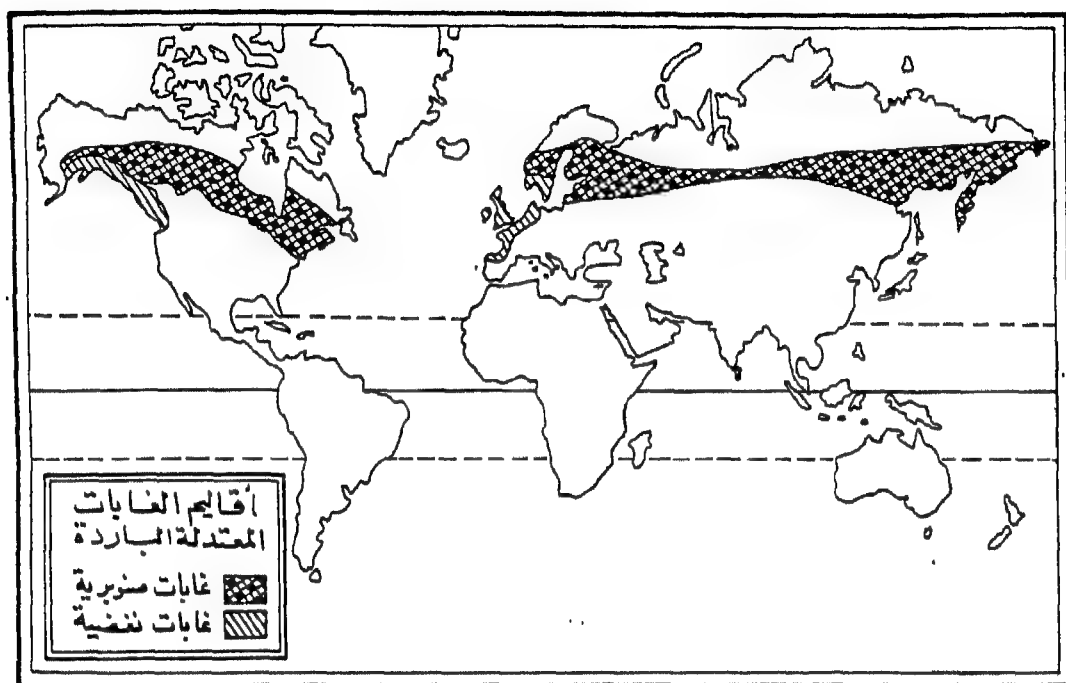 أقاليم الغابات
المعتدلة الباردة
غابات صنوبرية
غابات نفضية